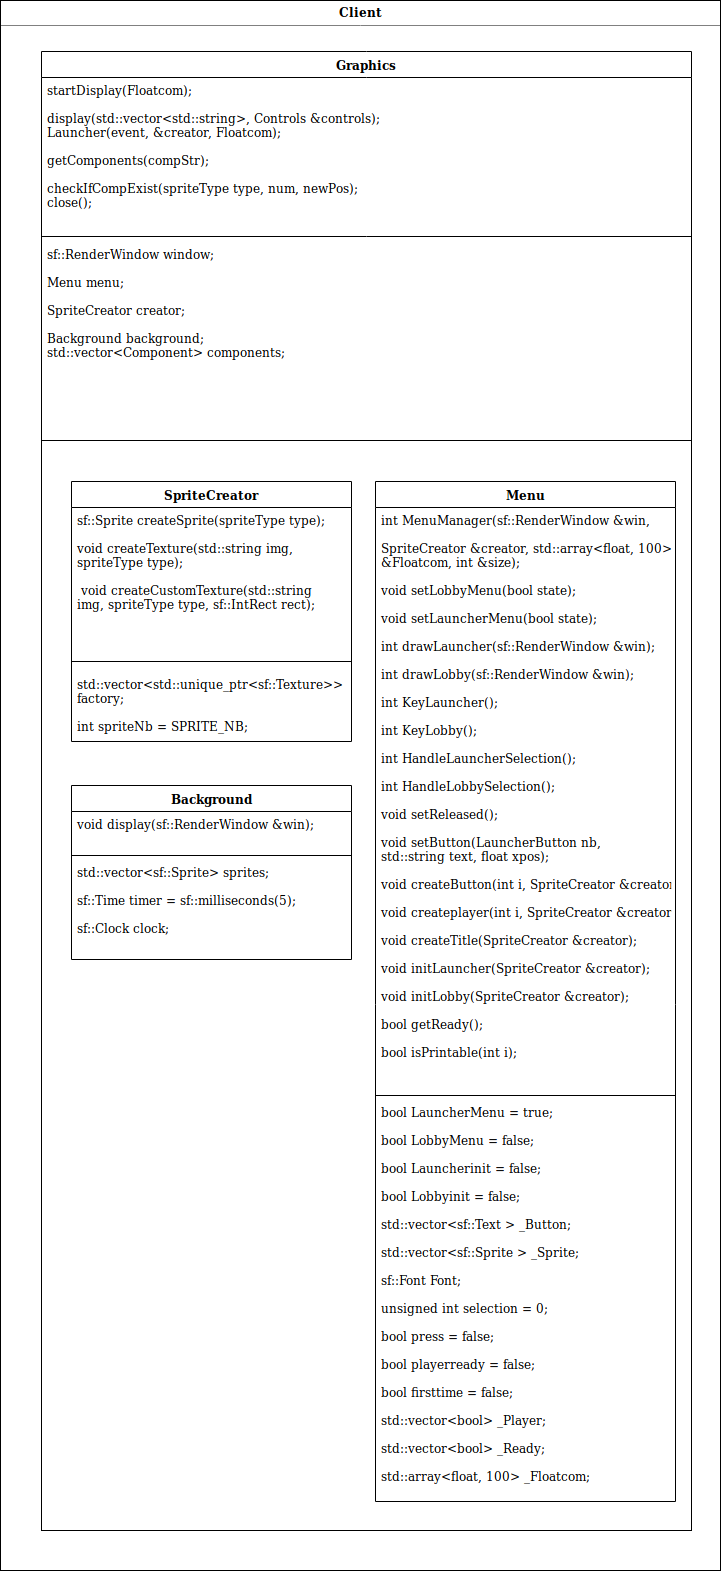 Client
Graphics
startDisplay(Floatcom);
display(std::vector<std::string>, Controls &controls);
Launcher(event, &creator, Floatcom);
getComponents(compStr);
checkIfCompExist(spriteType type, num, newPos);
close();
sf::RenderWindow window;
Menu menu;
SpriteCreator creator;
Background background;
std::vector<Component> components;
SpriteCreator
sf::Sprite createSprite(spriteType type);
void createTexture(std::string img,
spriteType type);
void createCustomTexture(std::string
img, spriteType type, sf::IntRect rect);
std::vector<std::unique_ptr<sf::Texture>>
factory;
int spriteNb = SPRITE_NB;
Background
void display(sf::RenderWindow &win);
std::vector<sf::Sprite> sprites;
sf::Time timer = sf::milliseconds(5);
sf::Clock clock;
Menu
int MenuManager(sf::RenderWindow &win,
SpriteCreator &creator, std::array<float, 100>
&Floatcom, int &size);
void setLobbyMenu(bool state);
void setLauncherMenu(bool state);
int drawLauncher(sf::RenderWindow &win);
int drawLobby(sf::RenderWindow &win);
int KeyLauncher();
int KeyLobby();
int HandleLauncherSelection();
int HandleLobbySelection();
void setReleased();
void setButton(LauncherButton nb,
std::string text, float xpos);
void createButton(int i, SpriteCreator &creator
void createplayer(int i, SpriteCreator &creator
void createTitle(SpriteCreator &creator);
void initLauncher(SpriteCreator &creator);
void initLobby(SpriteCreator &creator);
bool getReady();
bool isPrintable(int i);
bool LauncherMenu = true;
bool LobbyMenu = false;
bool Launcherinit = false;
bool Lobbyinit = false;
std::vector<sf::Text > _Button;
std::vector<sf::Sprite > _Sprite;
sf::Font Font;
unsigned int selection = 0;
bool press = false;
bool playerready = false;
bool firsttime = false;
std::vector<bool> _Player;
std::vector<bool> _Ready;
std::array<float, 100> _Floatcom;